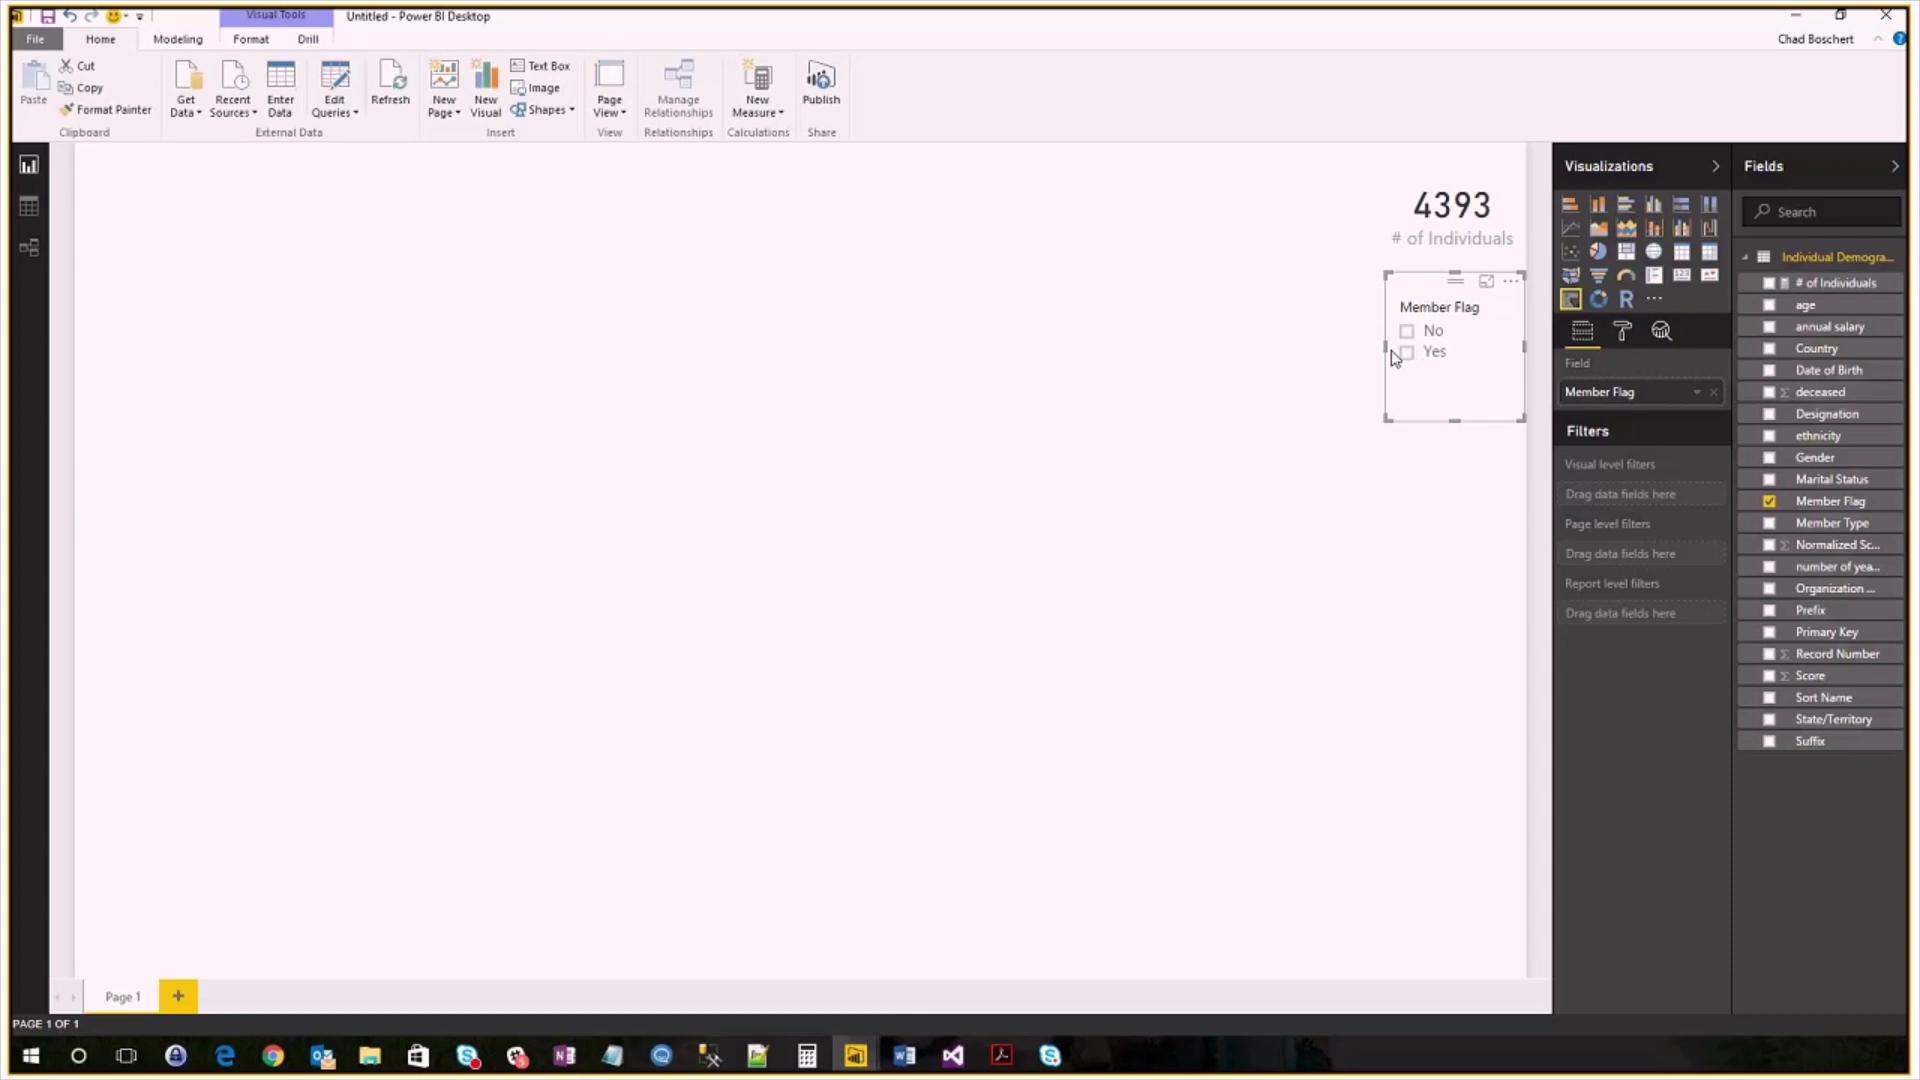 Visual Tools
Untitled - Power BI Desktop
File
Home
Modeling
Format
Drill
Chad Boschert
Paste
Cut
Copy
Format Painter
Clipboard
Get Data
Recent Sources
Enter Data
Edit Queries
Refresh
External Data
New Page
New Visual
Text Box
Image
Shapes
Insert
Page View
View
Manage Relationships
Relationships
New Measure
Calculations
Publish
Share
4393
# of Individuals
Member Flag
No
Yes
Visualizations
Field
Member Flag
Filters
Visual level filters
Drag data fields here
Page level filters
Drag data fields here
Report level filters
Drag data fields here
Fields
Search
Individual Demogra...
# of Individuals
age
annual salary
Country
Date of Birth
deceased
Designation
ethnicity
Gender
Marital Status
Member Flag
Member Type
Normalized Sc...
number of yea...
Organization ...
Prefix
Primary Key
Record Number
Score
Sort Name
State/Territory
Suffix
Page 1
PAGE 1 OF 1